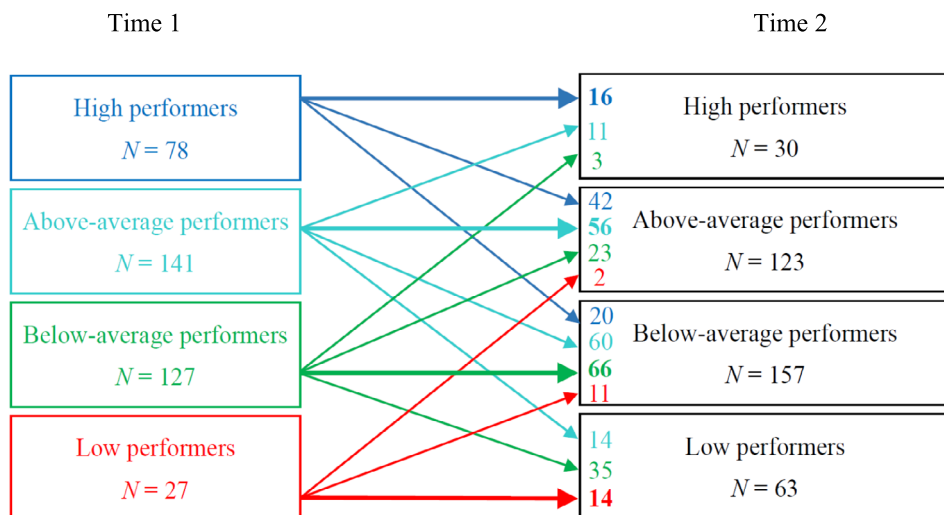 Time 1
Time 2
High performers
N = 78
Above-average performers
N = 141
Below-average performers
N = 127
Low performers
N = 27
16
11
3
High performers
N = 30
42
56
23
2
Above-average performers
N = 123
20
60
66
11
Below-average performers
N = 157
14
35
14
Low performers
N = 63